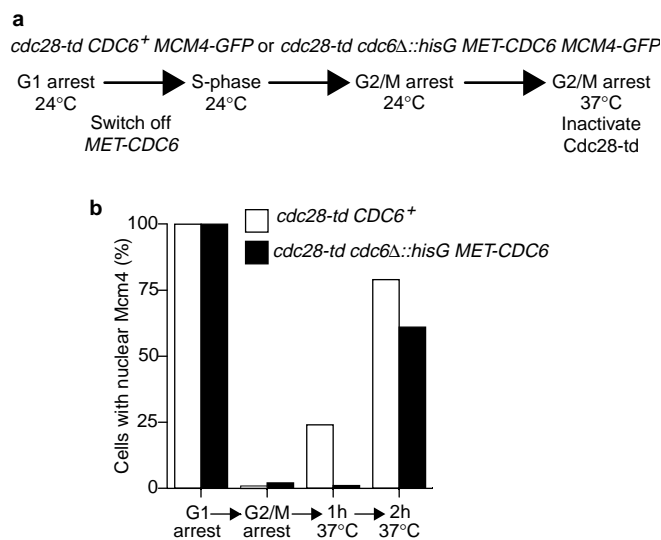 a
cdc28-td CDC6+ MCM4-GFP or cdc28-td cdc6Δ::hisG MET-CDC6 MCM4-GFP
G1 arrest S-phase G2/M arrest G2/M arrest
24°C 24°C 24°C 37°C
Switch off Inactivate
MET-CDC6 Cdc28-td
b
cdc28-td CDC6+
cdc28-td cdc6Δ::hisG MET-CDC6
Cells with nuclear Mcm4 (%)
100
75
50
25
0
G1 G2/M 1h 2h
arrest arrest 37°C 37°C